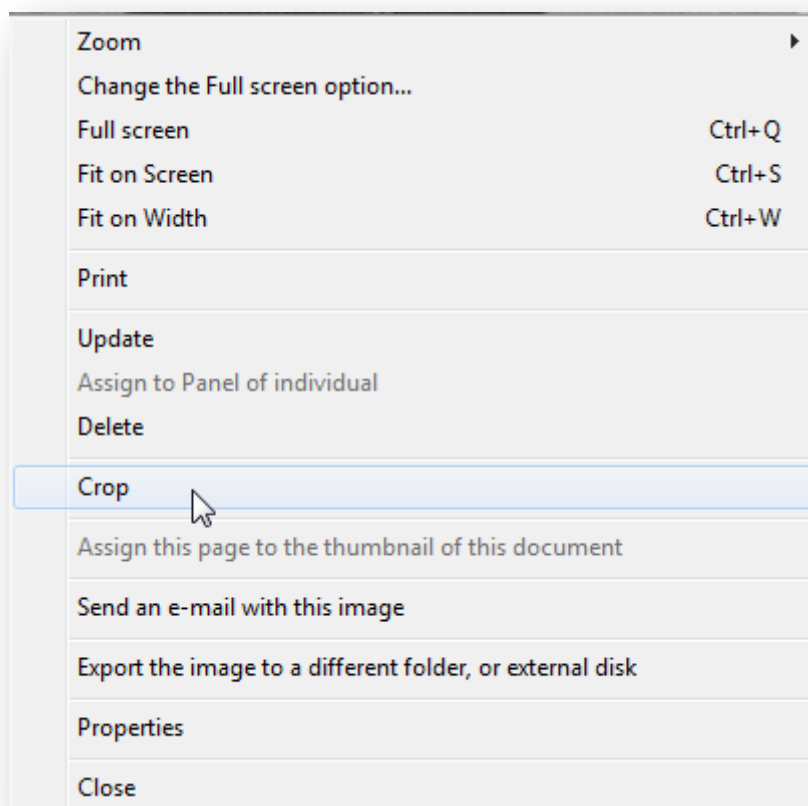 Zoom
Change the Full screen option...
Full screen Ctrl+Q
Fit on Screen Ctrl+S
Fit on Width Ctrl+W
Print
Update
Assign to Panel of individual
Delete
Crop
Assign this page to the thumbnail of this document
Send an e-mail with this image
Export the image to a different folder, or external disk
Properties
Close